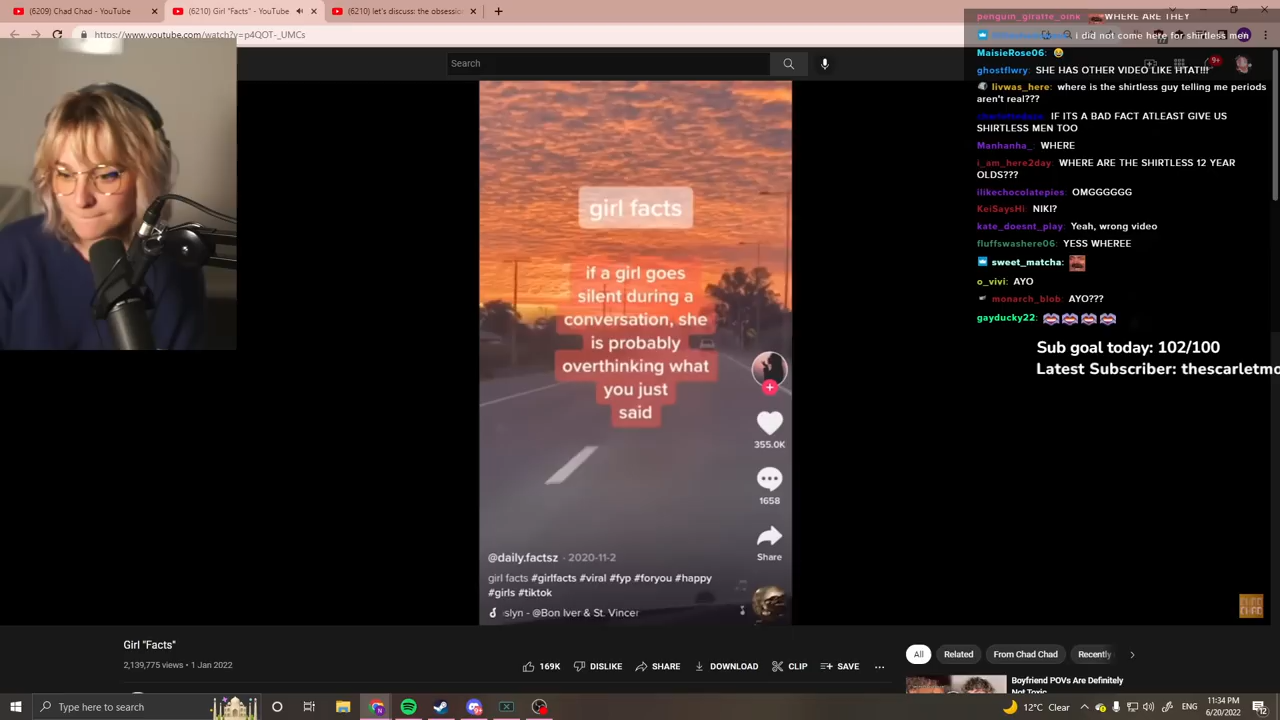 (6209) Chad Chad - YouTube
(6210) Girl "Facts" - YouTube
(6211) let's discuss the obsession
https://www.youtube.com/watch?v=p4QOT-_UMCs
Search
9+
penguin_giraffe_oink WHERE ARE THEY
i did not come here for shirtless men
MaisieRose06:
ghostflwry: SHE HAS OTHER VIDEO LIKE HTAT!!!
livwas_here: where is the shirtless guy telling me periods
aren't real???
IF ITS A BAD FACT ATLEAST GIVE US
SHIRTLESS MEN TOO
Manhanha_: WHERE
i_am_here2day: WHERE ARE THE SHIRTLESS 12 YEAR
OLDS???
ilikechocolatepies: OMGGGGGG
KeiSaysHi: NIKI?
kate_doesnt_play: Yeah, wrong video
fluffswashere06: YESS WHEREE
sweet_matcha:
o_vivi: AYO
monarch_blob: AYO???
gayducky22:
Sub goal today: 102/100
Latest Subscriber: thescarletmo
girl facts
if a girl goes
silent during a
conversation, she
is probably
overthinking what
you just
said
355.0K
1658
Share
@daily.factsz · 2020-11-2
girl facts #girlfacts #viral #fyp #foryou #happy
#girls #tiktok
slyn - @Bon Iver & St. Vincer
CHAD
CHAD
Girl "Facts"
2,139,775 views • 1 Jan 2022
169K DISLIKE SHARE DOWNLOAD CLIP SAVE ...
All Related From Chad Chad Recently
Boyfriend POVs Are Definitely
Not Toxic
Type here to search
12°C Clear
11:34 PM
6/20/2022
12